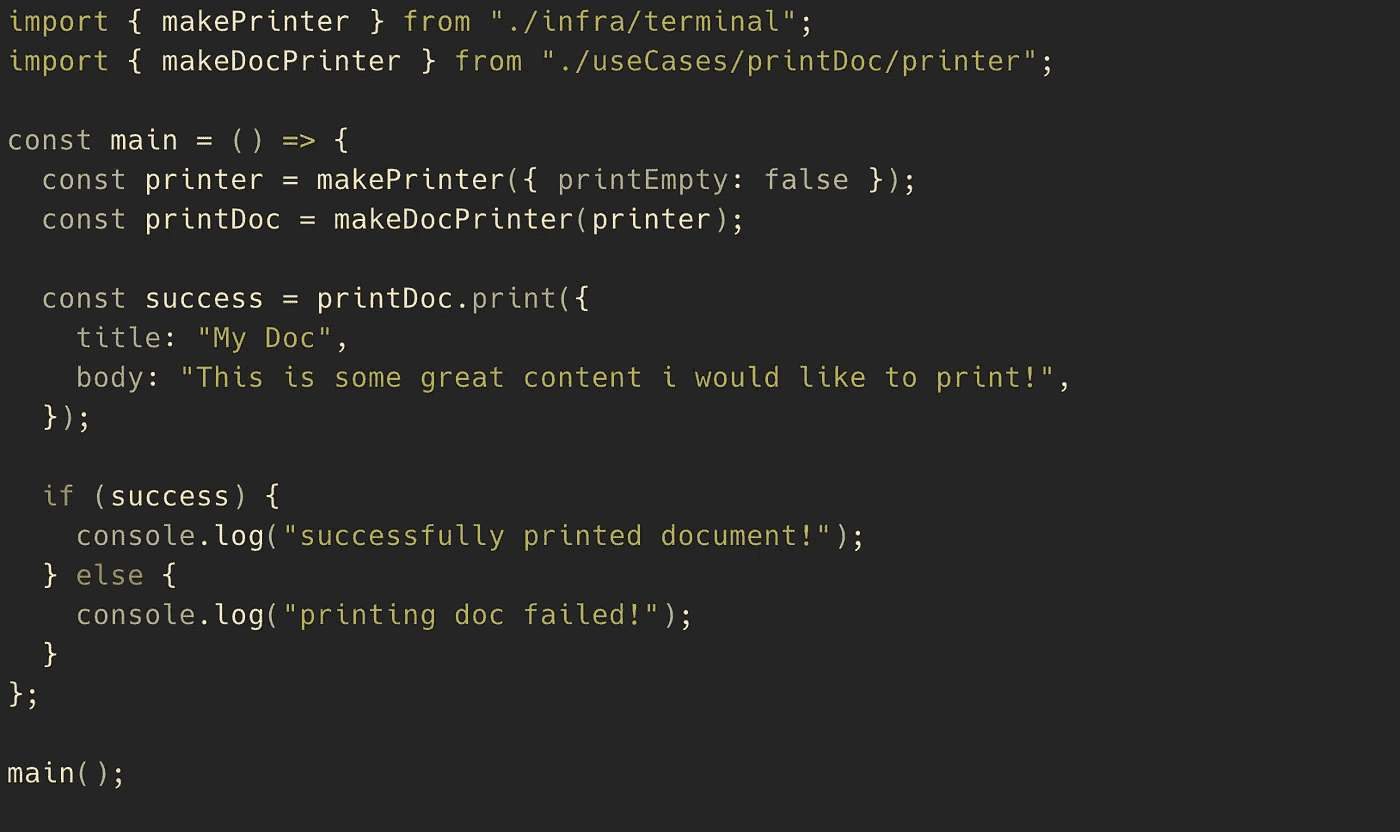 import { makePrinter } from "./infra/terminal";
import { makeDocPrinter } from "./useCases/printDoc/printer";

const main = () => {
  const printer = makePrinter({ printEmpty: false });
  const printDoc = makeDocPrinter(printer);

  const success = printDoc.print({
    title: "My Doc",
    body: "This is some great content i would like to print!",
  });

  if (success) {
    console.log("successfully printed document!");
  } else {
    console.log("printing doc failed!");
  }
};

main();